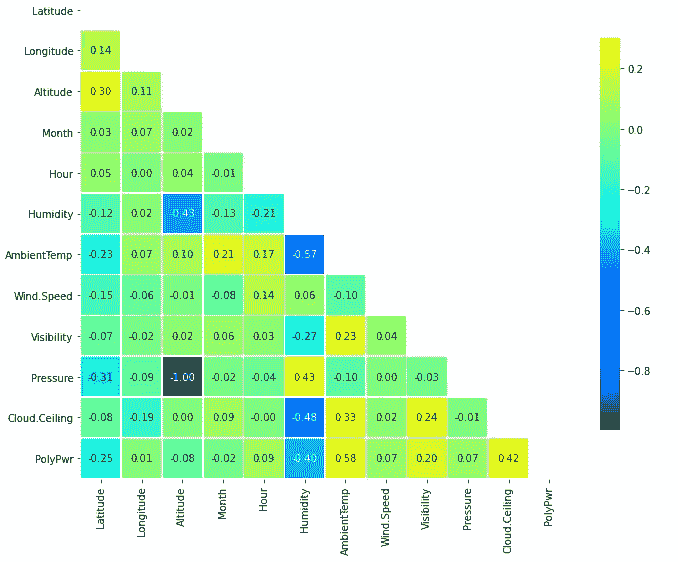 Latitude
Longitude 0.14
Altitude 0.30 0.11
Month 0.03 0.07 0.02
Hour 0.05 0.00 0.04 -0.01
Humidity -0.12 0.02 -0.43 -0.13 -0.21
AmbientTemp -0.23 0.07 0.10 0.21 0.17 -0.57
Wind.Speed -0.15 -0.06 -0.01 -0.08 0.14 0.06 -0.10
Visibility -0.07 -0.02 0.02 0.06 0.03 -0.27 0.23 0.04
Pressure -0.31 -0.09 -1.00 -0.02 -0.04 0.43 -0.10 0.00 -0.03
Cloud.Ceiling -0.08 -0.19 0.00 0.09 -0.00 -0.48 0.33 0.02 0.24 -0.01
PolyPwr -0.25 0.01 -0.08 -0.02 0.09 0.58 0.07 0.20 0.07 0.42
Latitude
Longitude
Altitude
Month
Hour
Humidity
AmbientTemp
Wind.Speed
Visibility
Pressure
Cloud.Ceiling
PolyPwr
0.2
0.0
−0.2
−0.4
−0.6
−0.8